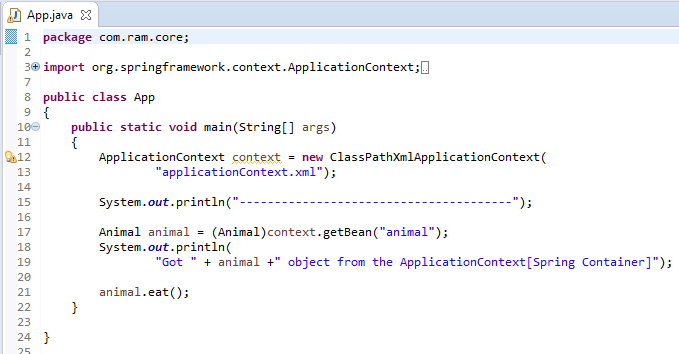 App.java
1 package com.ram.core;
2
3 import org.springframework.context.ApplicationContext;
7
8 public class App
9 {
10 public static void main(String[] args)
11 {
12 ApplicationContext context = new ClassPathXmlApplicationContext(
13 "applicationContext.xml");
14
15 System.out.println("---------------------------------------");
16
17 Animal animal = (Animal)context.getBean("animal");
18 System.out.println(
19 "Got " + animal +" object from the ApplicationContext[Spring Container]");
20
21 animal.eat();
22 }
23
24 }
25